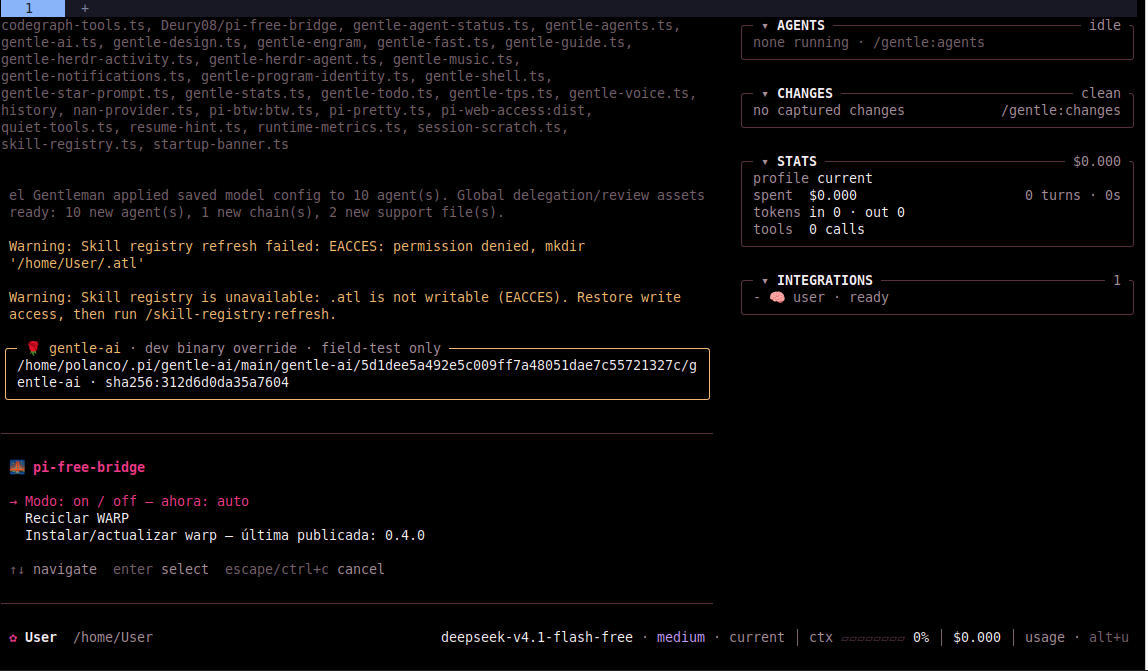 1 +
codegraph-tools.ts, Deury08/pi-free-bridge, gentle-agent-status.ts, gentle-agents.ts,
gentle-ai.ts, gentle-design.ts, gentle-engram, gentle-fast.ts, gentle-guide.ts,
gentle-herdr-activity.ts, gentle-herdr-agent.ts, gentle-music.ts,
gentle-notifications.ts, gentle-program-identity.ts, gentle-shell.ts,
gentle-star-prompt.ts, gentle-stats.ts, gentle-todo.ts, gentle-tps.ts, gentle-voice.ts,
history, nan-provider.ts, pi-btw:btw.ts, pi-pretty.ts, pi-web-access:dist,
quiet-tools.ts, resume-hint.ts, runtime-metrics.ts, session-scratch.ts,
skill-registry.ts, startup-banner.ts
el Gentleman applied saved model config to 10 agent(s). Global delegation/review assets
ready: 10 new agent(s), 1 new chain(s), 2 new support file(s).
Warning: Skill registry refresh failed: EACCES: permission denied, mkdir
'/home/User/.atl'
Warning: Skill registry is unavailable: .atl is not writable (EACCES). Restore write
access, then run /skill-registry:refresh.
🌹 gentle-ai · dev binary override · field-test only
/home/polanco/.pi/gentle-ai/main/gentle-ai/5d1dee5a492e5c009ff7a48051dae7c55721327c/g
entle-ai · sha256:312d6d0da35a7604
🌉 pi-free-bridge
→ Modo: on / off — ahora: auto
Reciclar WARP
Instalar/actualizar warp — última publicada: 0.4.0
↑↓ navigate enter select escape/ctrl+c cancel
▾ AGENTS idle
none running · /gentle:agents
▾ CHANGES clean
no captured changes /gentle:changes
▾ STATS $0.000
profile current
spent $0.000 0 turns · 0s
tokens in 0 · out 0
tools 0 calls
▾ INTEGRATIONS 1
- 🧠 user · ready
✿ User /home/User deepseek-v4.1-flash-free · medium · current │ ctx ▱▱▱▱▱▱▱▱ 0% │ $0.000 │ usage · alt+u